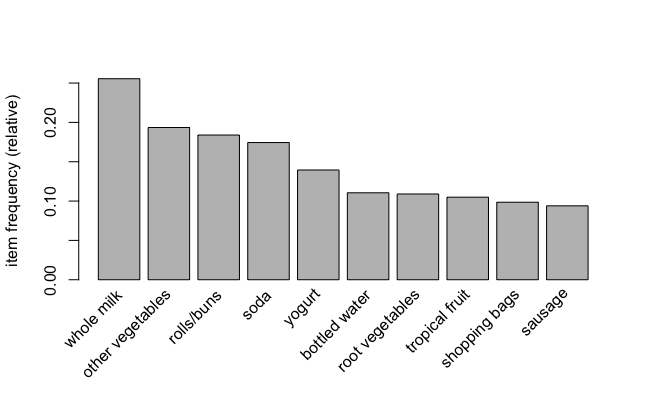 item frequency (relative)
0.20
0.10
0.00
whole milk
other vegetables
rolls/buns
soda
yogurt
bottled water
root vegetables
tropical fruit
shopping bags
sausage